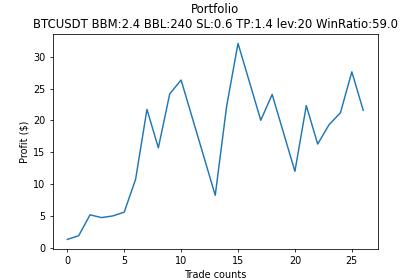 Portfolio
BTCUSDT BBM:2.4 BBL:240 SL:0.6 TP:1.4 lev:20 WinRatio:59.0
30
25
20
15
10
5
0
Profit ($)
0 5 10 15 20 25
Trade counts